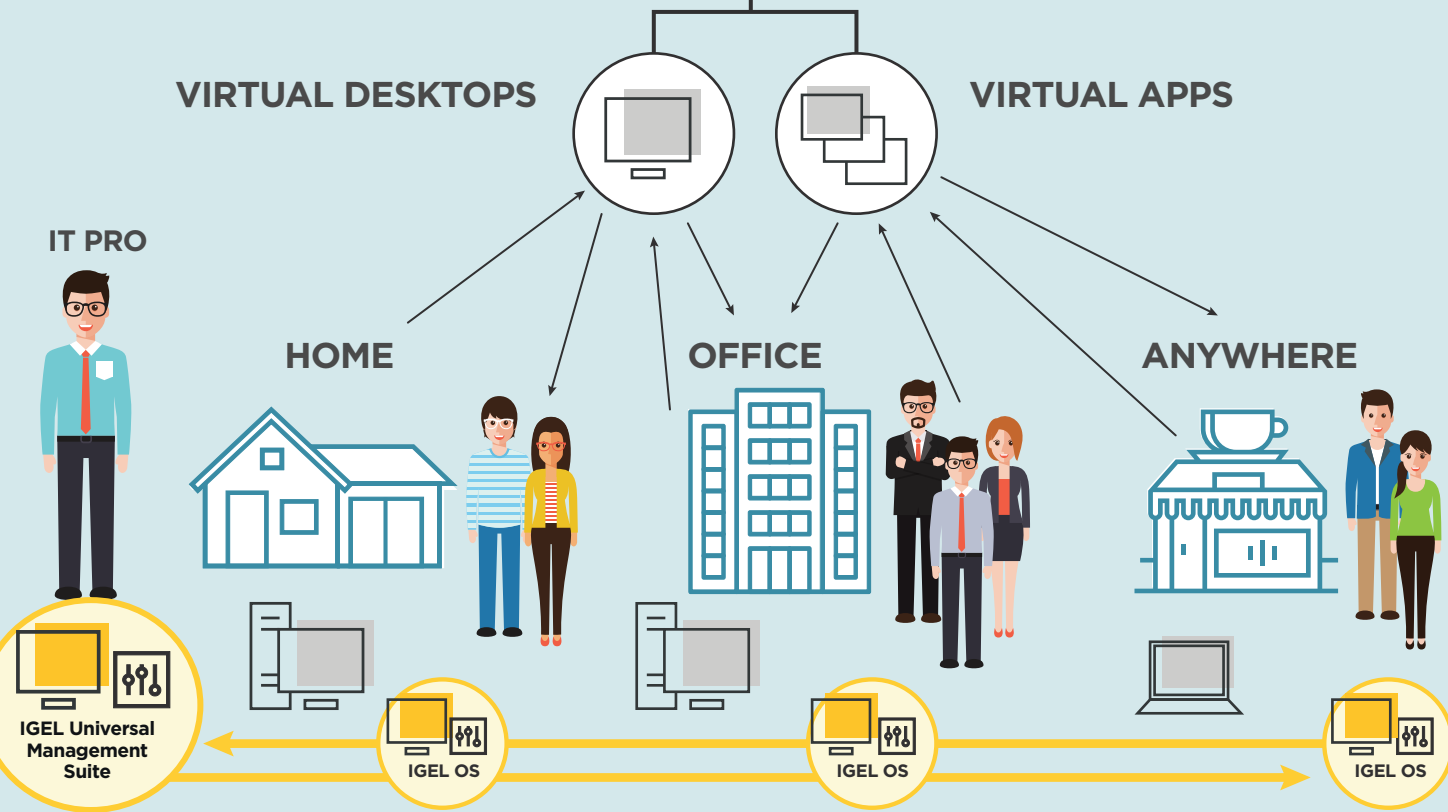 VIRTUAL DESKTOPS
VIRTUAL APPS
IT PRO
HOME
OFFICE
ANYWHERE
IGEL Universal
Management
Suite
IGEL OS
IGEL OS
IGEL OS